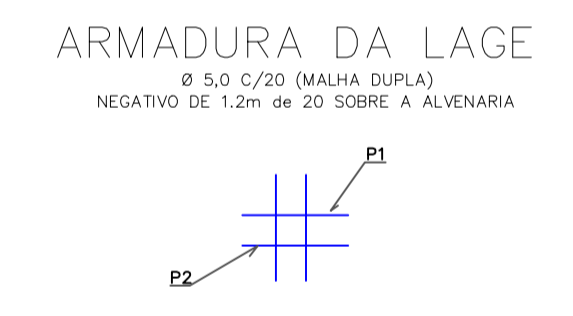 ARMADURA DA LAGE
Ø 5,0 C/20 (MALHA DUPLA)
NEGATIVO DE 1.2m de 20 SOBRE A ALVENARIA
P1
P2